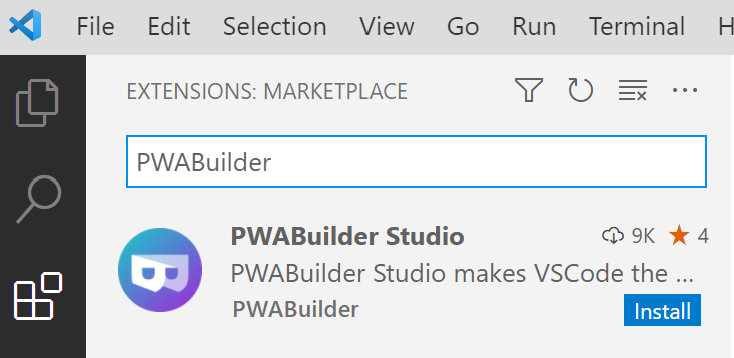 File Edit Selection View Go Run Terminal H
EXTENSIONS: MARKETPLACE
PWABuilder
PWABuilder Studio 9K 4
PWABuilder Studio makes VSCode the ...
PWABuilder Install